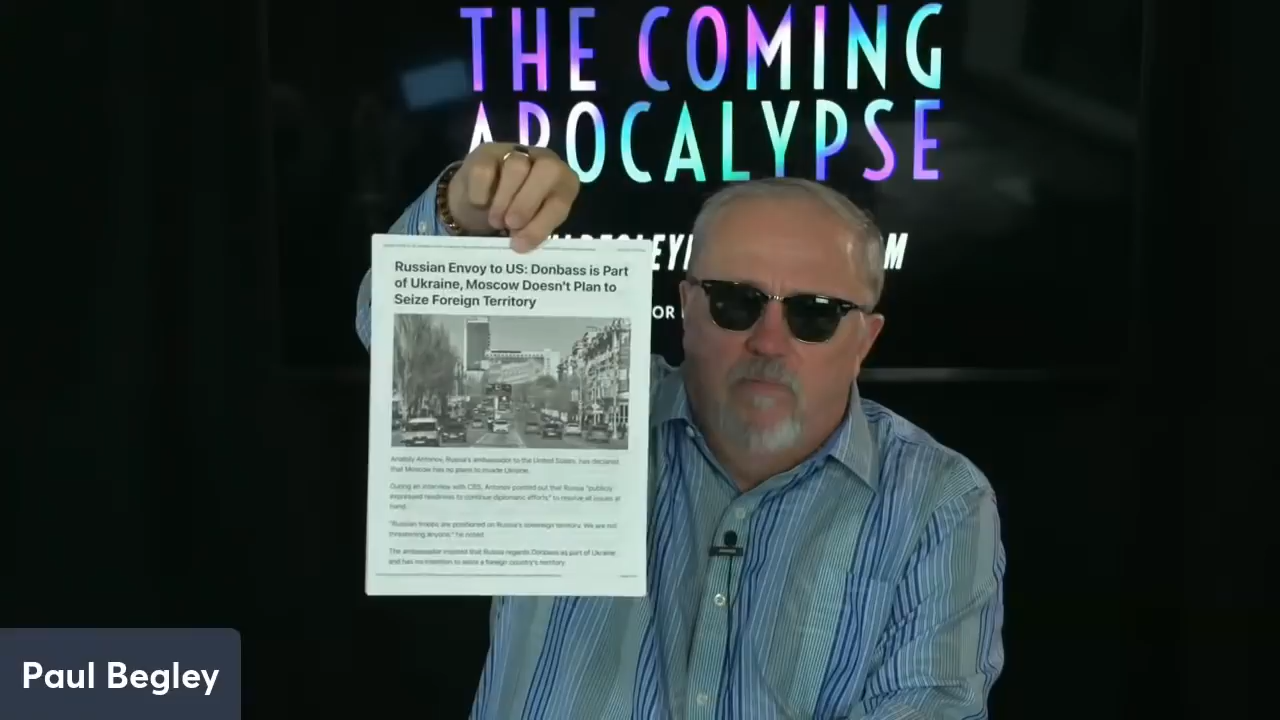 THE COMING
APOCALYPSE
M
OR
Russian Envoy to US: Donbass is Part
of Ukraine, Moscow Doesn't Plan to
Seize Foreign Territory
Anatoly Antonov, Russia's ambassador to the United States, has declared
that Moscow has no plans to invade Ukraine.
During an interview with CBS, Antonov pointed out that Russia "publicly
expressed readiness to continue diplomatic efforts," to resolve all issues at
hand.
"Russian troops are positioned on Russia's sovereign territory. We are not
threatening anyone," he noted.
The ambassador insisted that Russia regards Donbass as part of Ukraine
and has no intention to seize a foreign country's territory.
Paul Begley